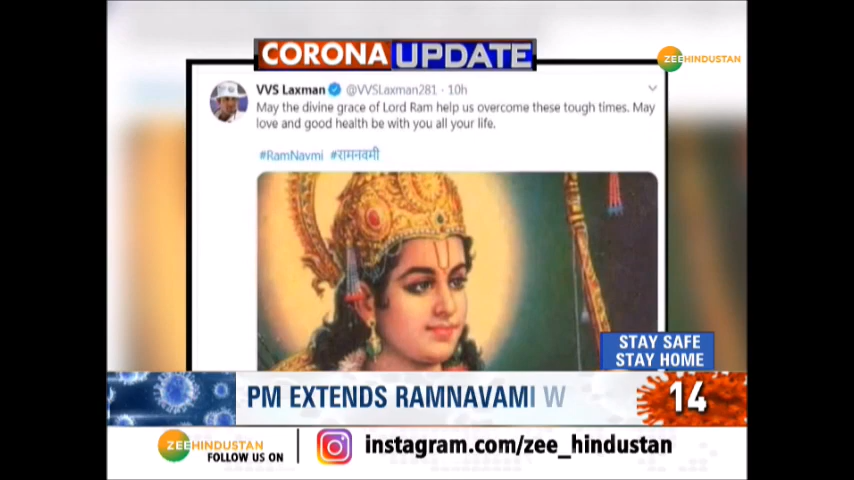 CORONA UPDATE
ZEE HINDUSTAN
VVS Laxman @VVSLaxman281 · 10h
May the divine grace of Lord Ram help us overcome these tough times. May
love and good health be with you all your life.
#RamNavmi #रामनवमी
STAY SAFE
STAY HOME
PM EXTENDS RAMNAVAMI W
14
ZEE HINDUSTAN
FOLLOW US ON
instagram.com/zee_hindustan